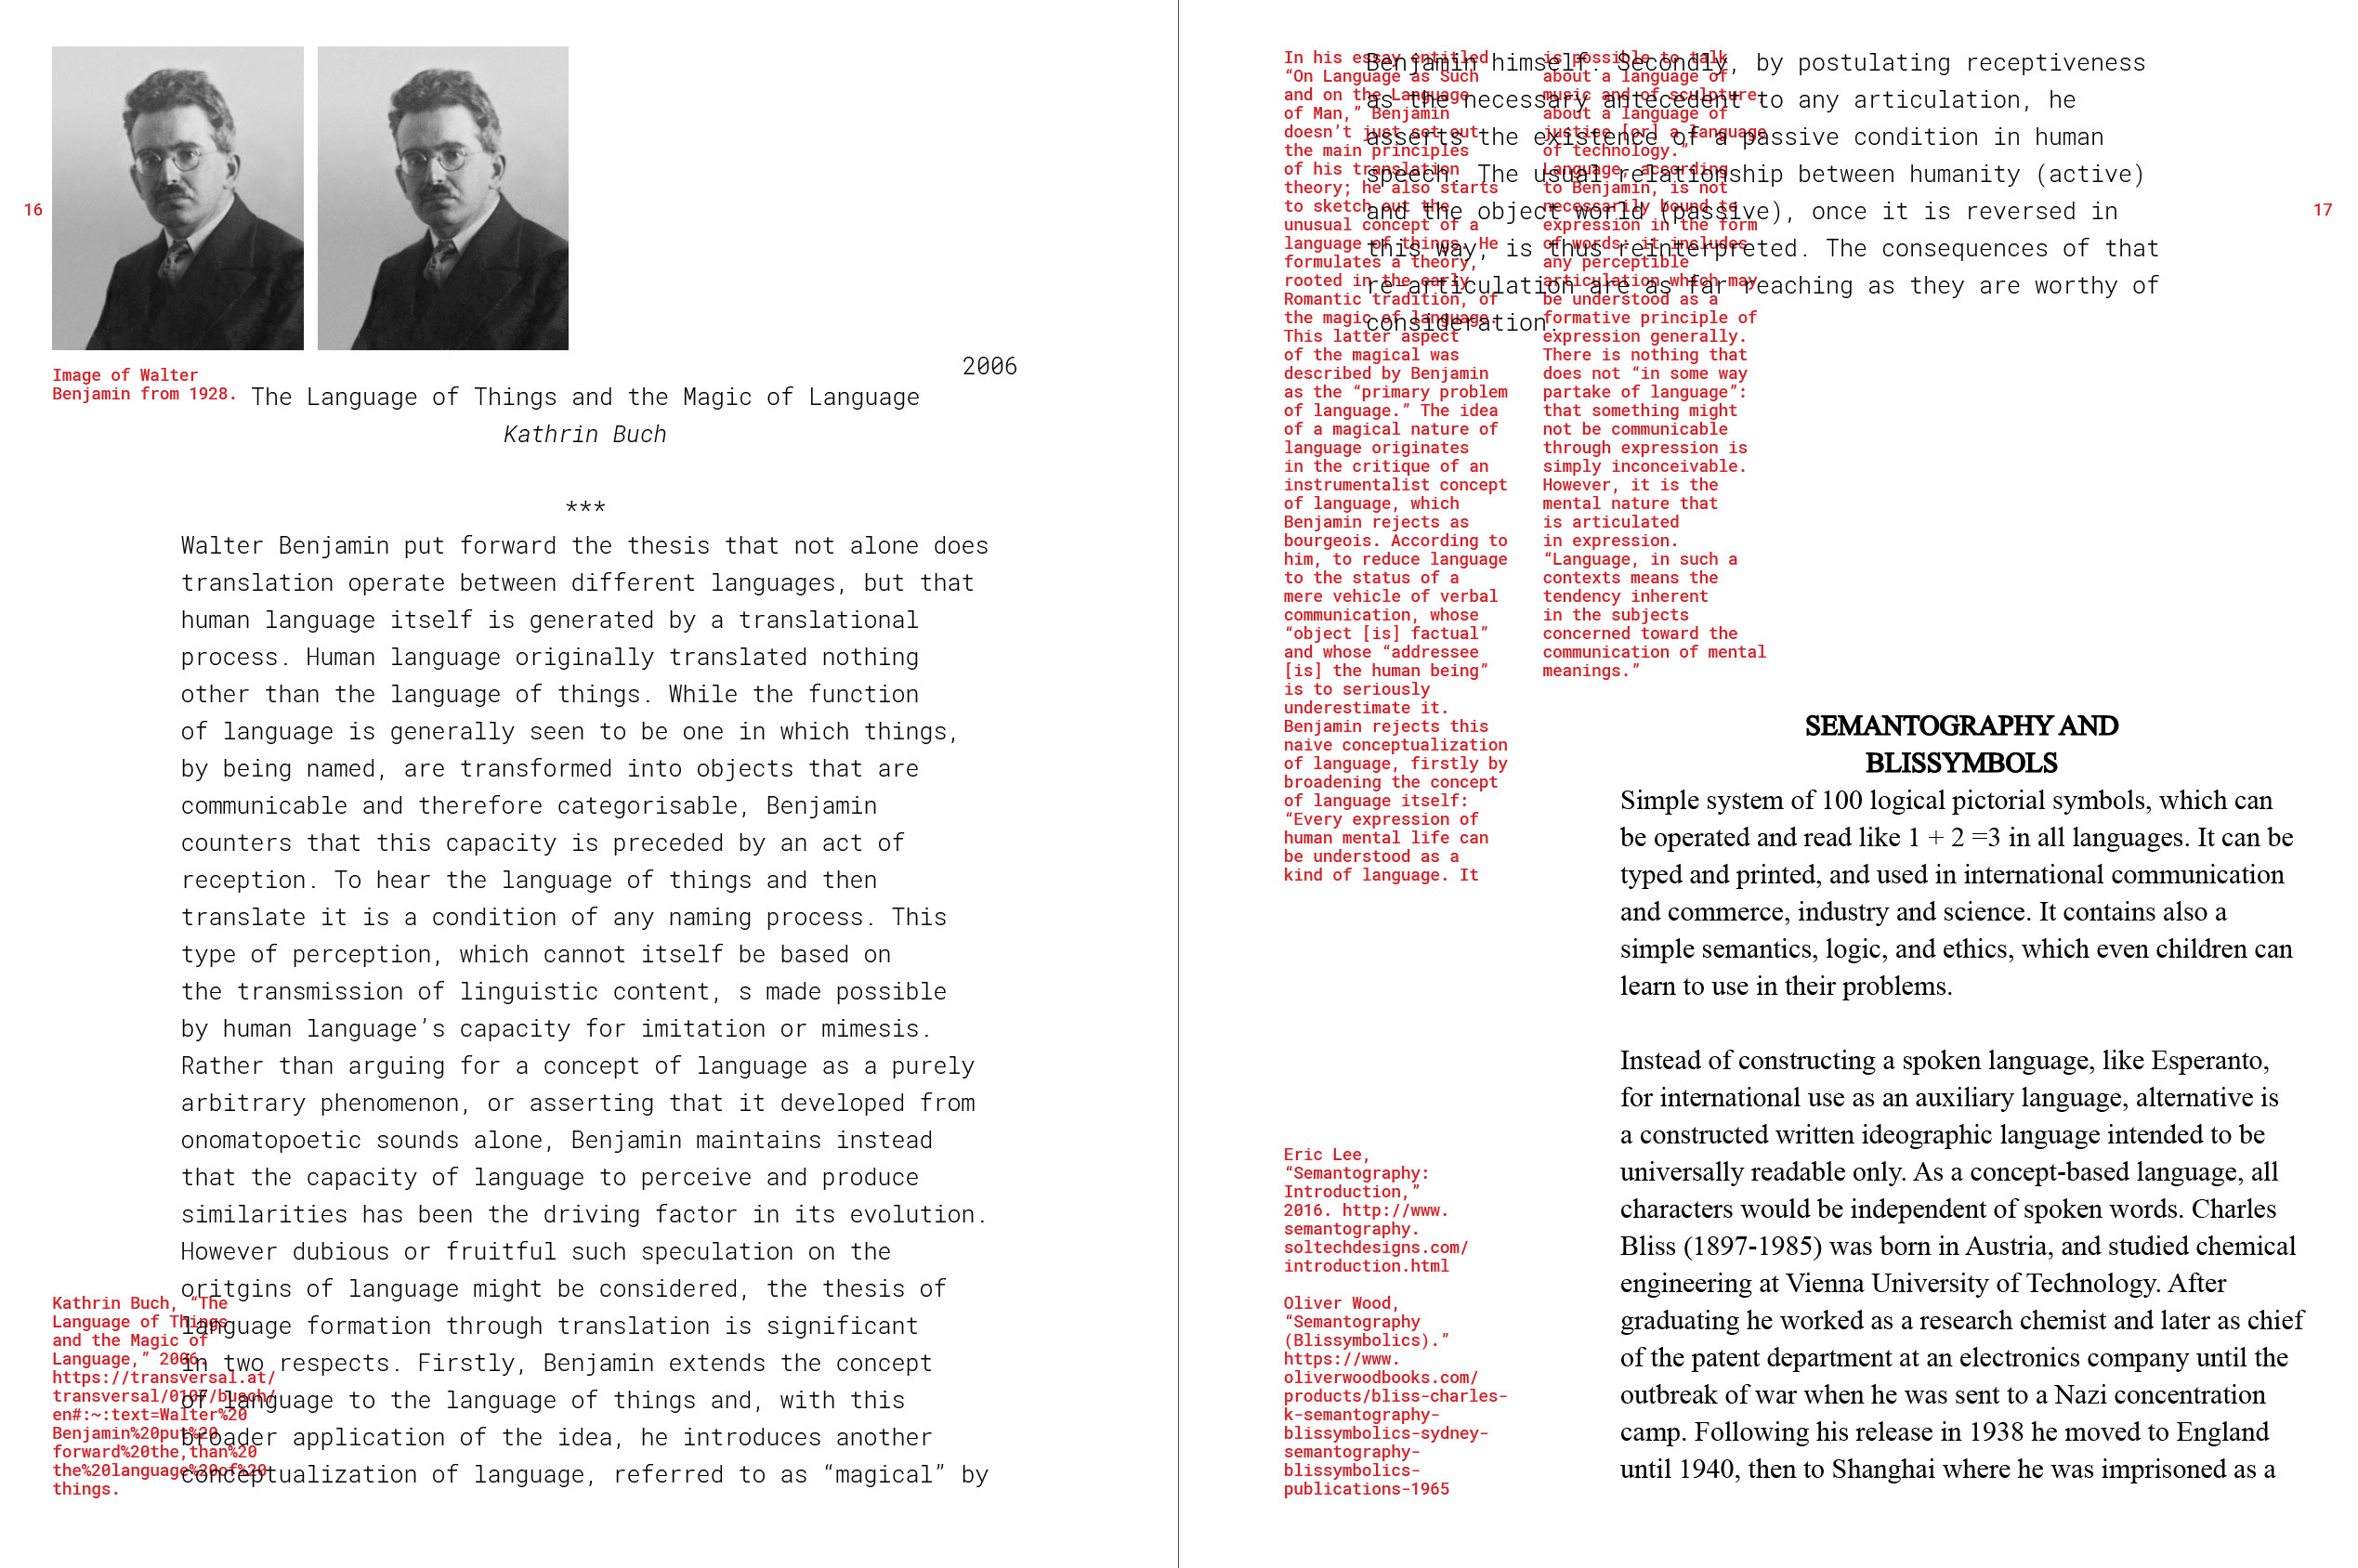 16
Image of Walter
Benjamin from 1928.
2006
The Language of Things and the Magic of Language
Kathrin Buch
***
Walter Benjamin put forward the thesis that not alone does
translation operate between different languages, but that
human language itself is generated by a translational
process. Human language originally translated nothing
other than the language of things. While the function
of language is generally seen to be one in which things,
by being named, are transformed into objects that are
communicable and therefore categorisable, Benjamin
counters that this capacity is preceded by an act of
reception. To hear the language of things and then
translate it is a condition of any naming process. This
type of perception, which cannot itself be based on
the transmission of linguistic content, s made possible
by human language’s capacity for imitation or mimesis.
Rather than arguing for a concept of language as a purely
arbitrary phenomenon, or asserting that it developed from
onomatopoetic sounds alone, Benjamin maintains instead
that the capacity of language to perceive and produce
similarities has been the driving factor in its evolution.
However dubious or fruitful such speculation on the
oritgins of language might be considered, the thesis of
language formation through translation is significant
in two respects. Firstly, Benjamin extends the concept
of language to the language of things and, with this
broader application of the idea, he introduces another
conceptualization of language, referred to as “magical” by
Kathrin Buch, “The
Language of Things
and the Magic of
Language,” 2006.
https://transversal.at/
transversal/0107/busch/
en#:~:text=Walter%20
Benjamin%20put%20
forward%20the,than%20
the%20language%20of%20
things.
Benjamin himself. Secondly, by postulating receptiveness
as the necessary antecedent to any articulation, he
asserts the existence of a passive condition in human
speech. The usual relationship between humanity (active)
and the object world (passive), once it is reversed in
this way, is thus reinterpreted. The consequences of that
re-articulation are as far reaching as they are worthy of
consideration.
17
In his essay entitled
“On Language as Such
and on the Language
of Man,” Benjamin
doesn’t just set out
the main principles
of his translation
theory; he also starts
to sketch out the
unusual concept of a
language of things. He
formulates a theory,
rooted in the early
Romantic tradition, of
the magic of language.
This latter aspect
of the magical was
described by Benjamin
as the “primary problem
of language.” The idea
of a magical nature of
language originates
in the critique of an
instrumentalist concept
of language, which
Benjamin rejects as
bourgeois. According to
him, to reduce language
to the status of a
mere vehicle of verbal
communication, whose
“object [is] factual”
and whose “addressee
[is] the human being”
is to seriously
underestimate it.
Benjamin rejects this
naive conceptualization
of language, firstly by
broadening the concept
of language itself:
“Every expression of
human mental life can
be understood as a
kind of language. It
is possible to talk
about a language of
music and of sculpture,
about a language of
justice [or] a language
of technology.”
Language, according
to Benjamin, is not
necessarily bound to
expression in the form
of words: it includes
any perceptible
articulation which may
be understood as a
formative principle of
expression generally.
There is nothing that
does not “in some way
partake of language”:
that something might
not be communicable
through expression is
simply inconceivable.
However, it is the
mental nature that
is articulated
in expression.
“Language, in such a
contexts means the
tendency inherent
in the subjects
concerned toward the
communication of mental
meanings.”
SEMANTOGRAPHY AND
BLISSYMBOLS
Simple system of 100 logical pictorial symbols, which can
be operated and read like 1 + 2 =3 in all languages. It can be
typed and printed, and used in international communication
and commerce, industry and science. It contains also a
simple semantics, logic, and ethics, which even children can
learn to use in their problems.
Instead of constructing a spoken language, like Esperanto,
for international use as an auxiliary language, alternative is
a constructed written ideographic language intended to be
universally readable only. As a concept-based language, all
characters would be independent of spoken words. Charles
Bliss (1897-1985) was born in Austria, and studied chemical
engineering at Vienna University of Technology. After
graduating he worked as a research chemist and later as chief
of the patent department at an electronics company until the
outbreak of war when he was sent to a Nazi concentration
camp. Following his release in 1938 he moved to England
until 1940, then to Shanghai where he was imprisoned as a
Eric Lee,
“Semantography:
Introduction,”
2016. http://www.
semantography.
soltechdesigns.com/
introduction.html
Oliver Wood,
“Semantography
(Blissymbolics).”
https://www.
oliverwoodbooks.com/
products/bliss-charles-
k-semantography-
blissymbolics-sydney-
semantography-
blissymbolics-
publications-1965